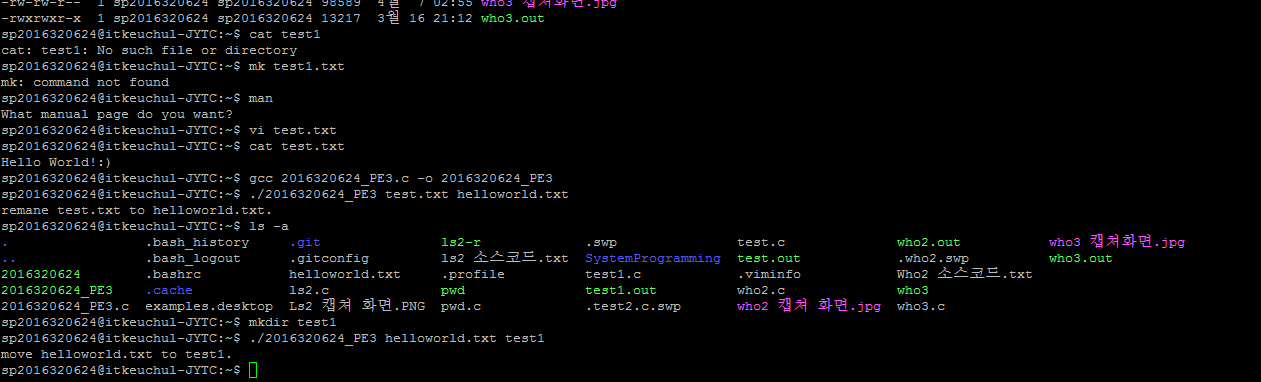 -rw-rw-r-- 1 sp2016320624 sp2016320624 98589 4월 7 02:55 who3 캡쳐화면.jpg
-rwxrwxr-x 1 sp2016320624 sp2016320624 13217 3월 16 21:12 who3.out
sp2016320624@itkeuchul-JYTC:~$ cat test1
cat: test1: No such file or directory
sp2016320624@itkeuchul-JYTC:~$ mk test1.txt
mk: command not found
sp2016320624@itkeuchul-JYTC:~$ man
What manual page do you want?
sp2016320624@itkeuchul-JYTC:~$ vi test.txt
sp2016320624@itkeuchul-JYTC:~$ cat test.txt
Hello World!:)
sp2016320624@itkeuchul-JYTC:~$ gcc 2016320624_PE3.c -o 2016320624_PE3
sp2016320624@itkeuchul-JYTC:~$ ./2016320624_PE3 test.txt helloworld.txt
remane test.txt to helloworld.txt.
sp2016320624@itkeuchul-JYTC:~$ ls -a
. .bash_history .git ls2-r .swp test.c who2.out who3 캡쳐화면.jpg
.. .bash_logout .gitconfig ls2 소스코드.txt SystemProgramming test.out .who2.swp who3.out
2016320624 .bashrc helloworld.txt .profile test1.c .viminfo Who2 소스코드.txt
2016320624_PE3 .cache ls2.c pwd test1.out who2.c who3
2016320624_PE3.c examples.desktop Ls2 캡쳐 화면.PNG pwd.c .test2.c.swp who2 캡쳐 화면.jpg who3.c
sp2016320624@itkeuchul-JYTC:~$ mkdir test1
sp2016320624@itkeuchul-JYTC:~$ ./2016320624_PE3 helloworld.txt test1
move helloworld.txt to test1.
sp2016320624@itkeuchul-JYTC:~$